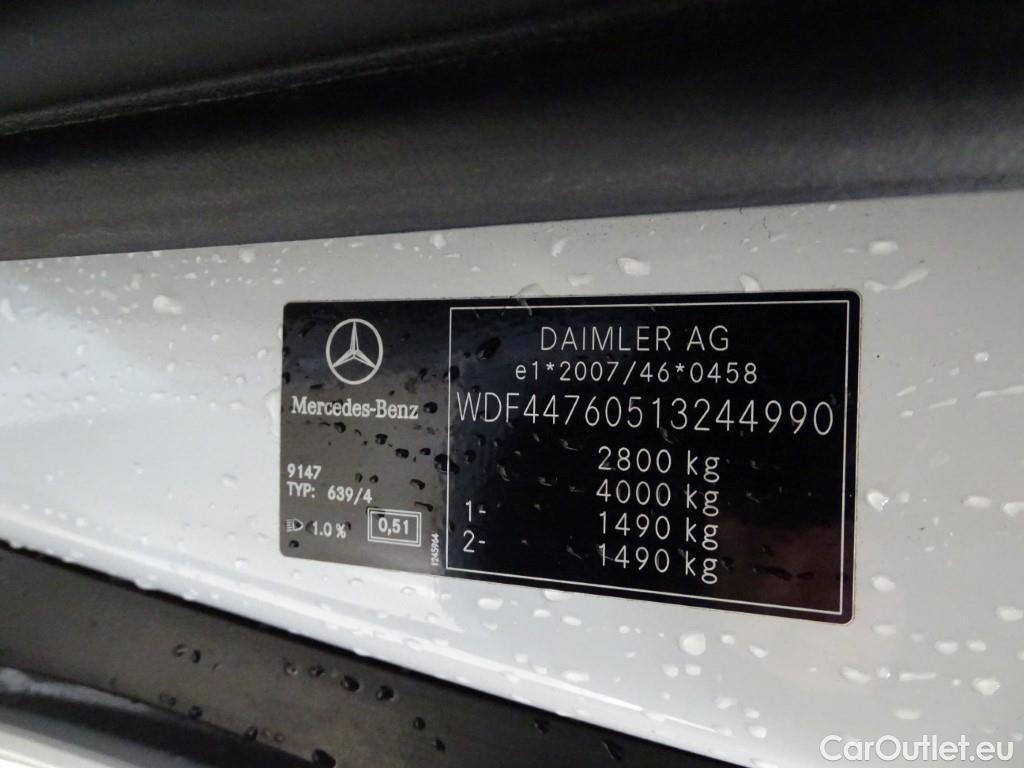 Mercedes-Benz
9147
TYP: 639/4
1.0 %
0,51
1245964
DAIMLER AG
e1*2007/46*0458
WDF44760513244990
2800 kg
4000 kg
1- 1490 kg
2- 1490 kg
CarOutlet.eu